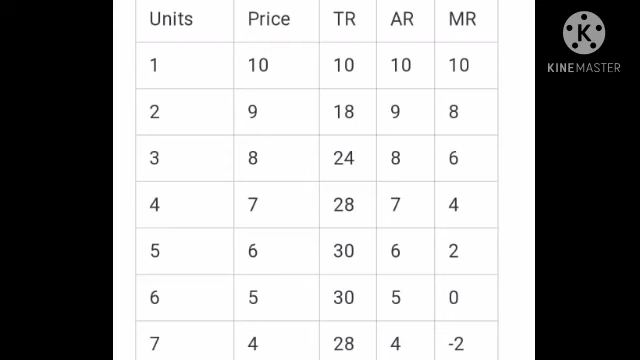 Units Price TR AR MR
1 10 10 10 10
2 9 18 9 8
3 8 24 8 6
4 7 28 7 4
5 6 30 6 2
6 5 30 5 0
7 4 28 4 -2
K
KINEMASTER